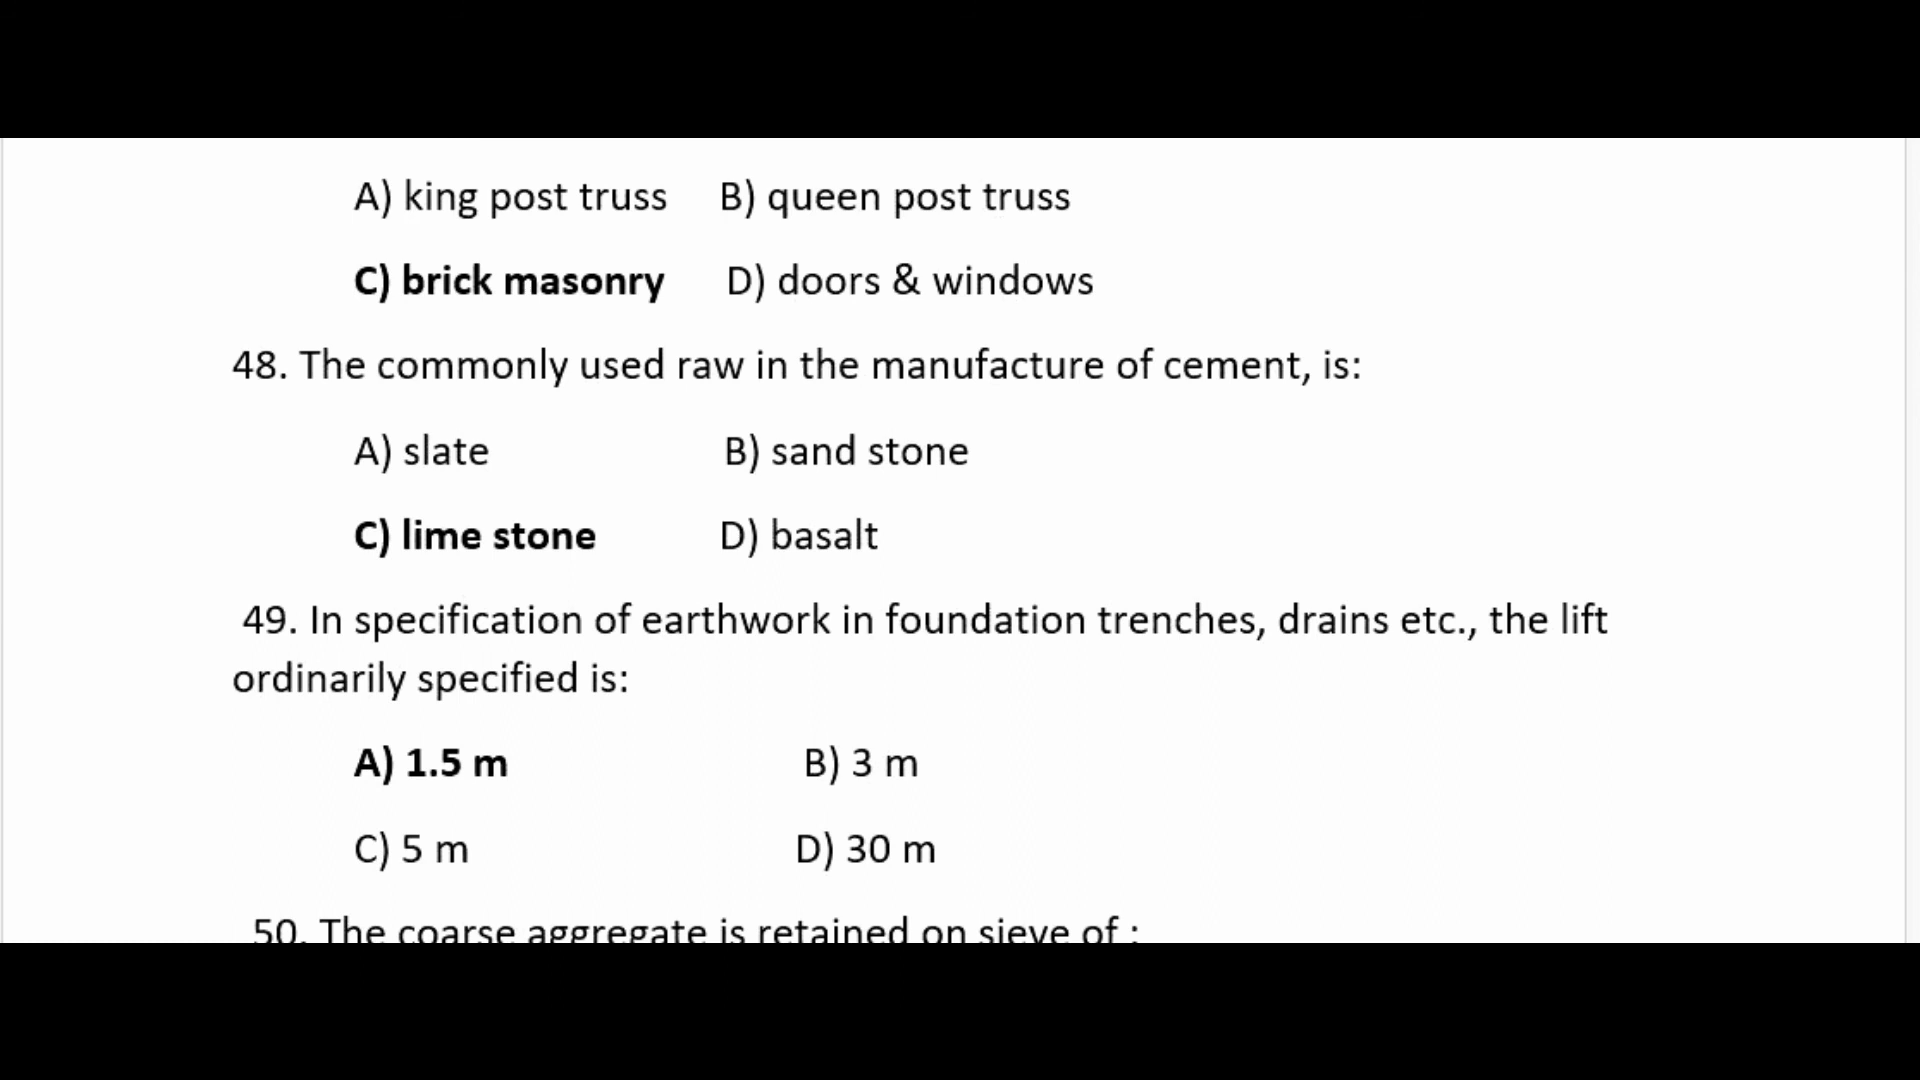 A) king post truss B) queen post truss
C) brick masonry D) doors & windows
48. The commonly used raw in the manufacture of cement, is:
A) slate B) sand stone
C) lime stone D) basalt
49. In specification of earthwork in foundation trenches, drains etc., the lift
ordinarily specified is:
A) 1.5 m B) 3 m
C) 5 m D) 30 m
50. The coarse aggregate is retained on sieve of :